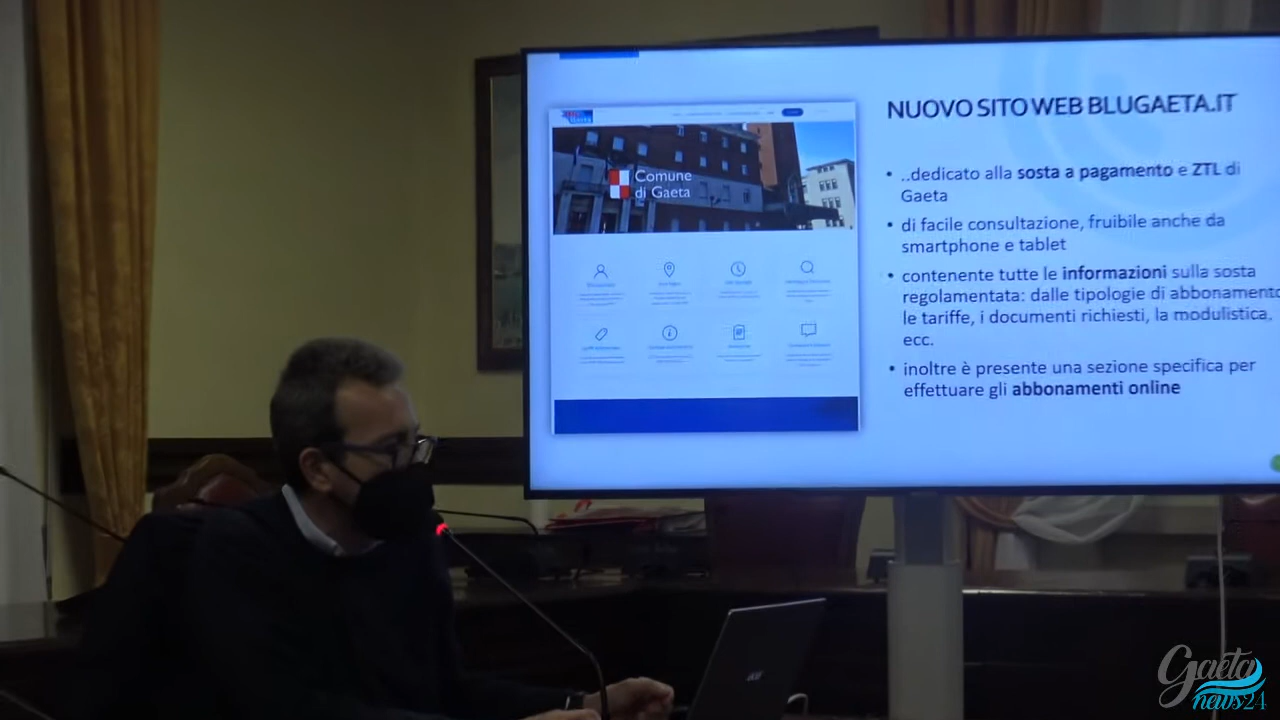 NUOVO SITO WEB BLUGAETA.IT
• ..dedicato alla sosta a pagamento e ZTL di
Gaeta
• di facile consultazione, fruibile anche da
smartphone e tablet
• contenente tutte le informazioni sulla sosta
regolamentata: dalle tipologie di abbonamento
le tariffe, i documenti richiesti, la modulistica,
ecc.
• inoltre è presente una sezione specifica per
effettuare gli abbonamenti online
Comune
di Gaeta
acer
Gaeta
news24